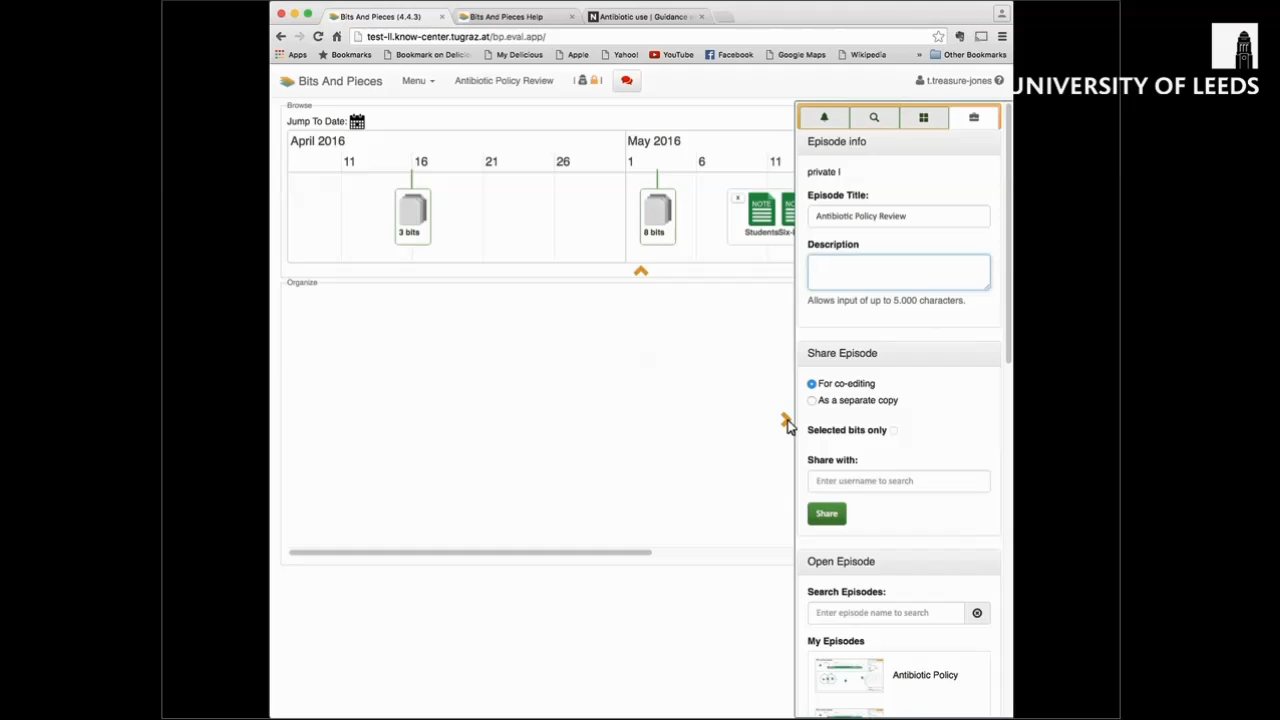 Bits And Pieces (4.4.3)
Bits And Pieces Help
Antibiotic use | Guidance
test-ll.know-center.tugraz.at/bp.eval.app/
Apps Bookmarks Bookmark on Delici My Delicious Apple Yahoo! YouTube Facebook Google Maps Wikipedia » Other Bookmarks
UNIVERSITY OF LEEDS
Bits And Pieces Menu Antibiotic Policy Review t.treasure-jones
Browse
Jump To Date:
April 2016 May 2016
11 16 21 26 1 6 11
3 bits
8 bits
x
NOTE
StudentsSix-
Organize
Episode info
private
Episode Title:
Antibiotic Policy Review
Description
Allows input of up to 5.000 characters.
Share Episode
For co-editing
As a separate copy
Selected bits only
Share with:
Enter username to search
Share
Open Episode
Search Episodes:
Enter episode name to search
My Episodes
Antibiotic Policy